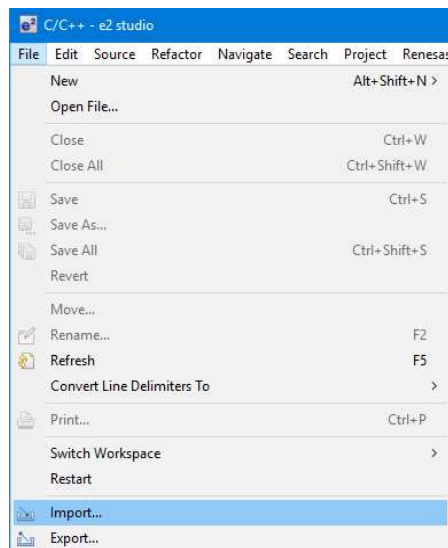 e² C/C++ - e2 studio
File Edit Source Refactor Navigate Search Project Renesas
New Alt+Shift+N >
Open File...
Close Ctrl+W
Close All Ctrl+Shift+W
Save Ctrl+S
Save As...
Save All Ctrl+Shift+S
Revert
Move...
Rename... F2
Refresh F5
Convert Line Delimiters To >
Print... Ctrl+P
Switch Workspace >
Restart
Import...
Export...